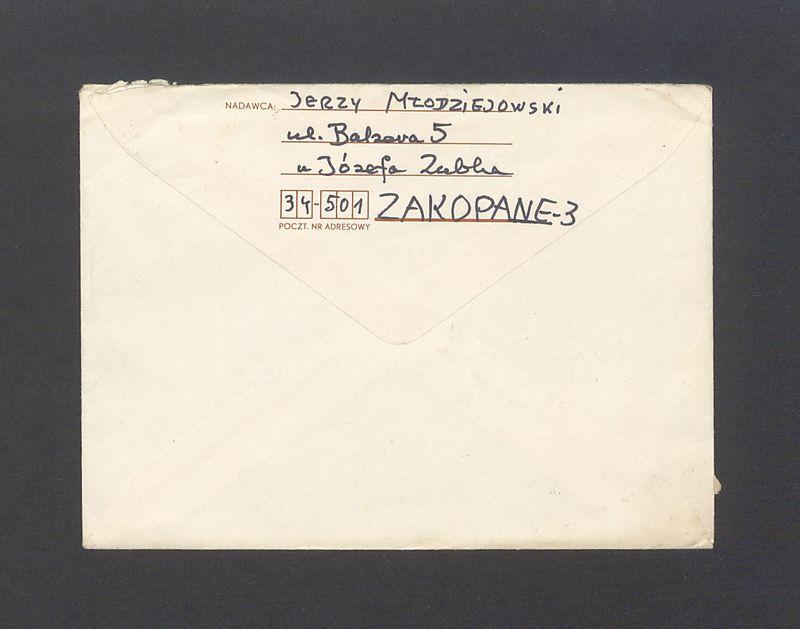 NADAWCA: JERZY MŁODZIEJOWSKI
ul. Balzera 5
u Józefa Zubka
34-501 ZAKOPANE-3
POCZT. NR ADRESOWY